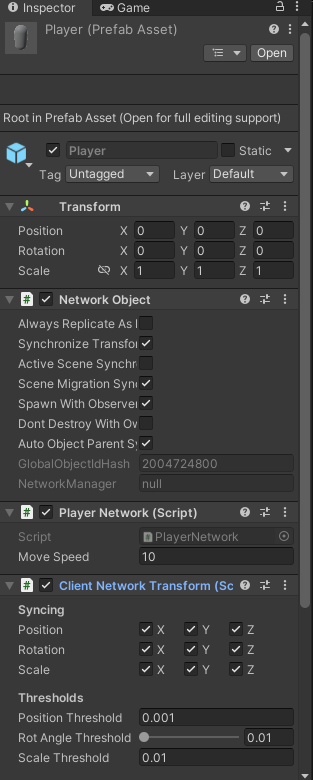 Inspector Game
Player (Prefab Asset)
Open
Root in Prefab Asset (Open for full editing support)
Player Static
Tag Untagged Layer Default
Transform
Position X 0 Y 0 Z 0
Rotation X 0 Y 0 Z 0
Scale X 1 Y 1 Z 1
# Network Object
Always Replicate As
Synchronize Transfor
Active Scene Synchr
Scene Migration Syn
Spawn With Observer
Dont Destroy With Ow
Auto Object Parent Sy
GlobalObjectIdHash 2004724800
NetworkManager null
# Player Network (Script)
Script # PlayerNetwork
Move Speed 10
# Client Network Transform (Sc
Syncing
Position X Y Z
Rotation X Y Z
Scale X Y Z
Thresholds
Position Threshold 0.001
Rot Angle Threshold 0.01
Scale Threshold 0.01